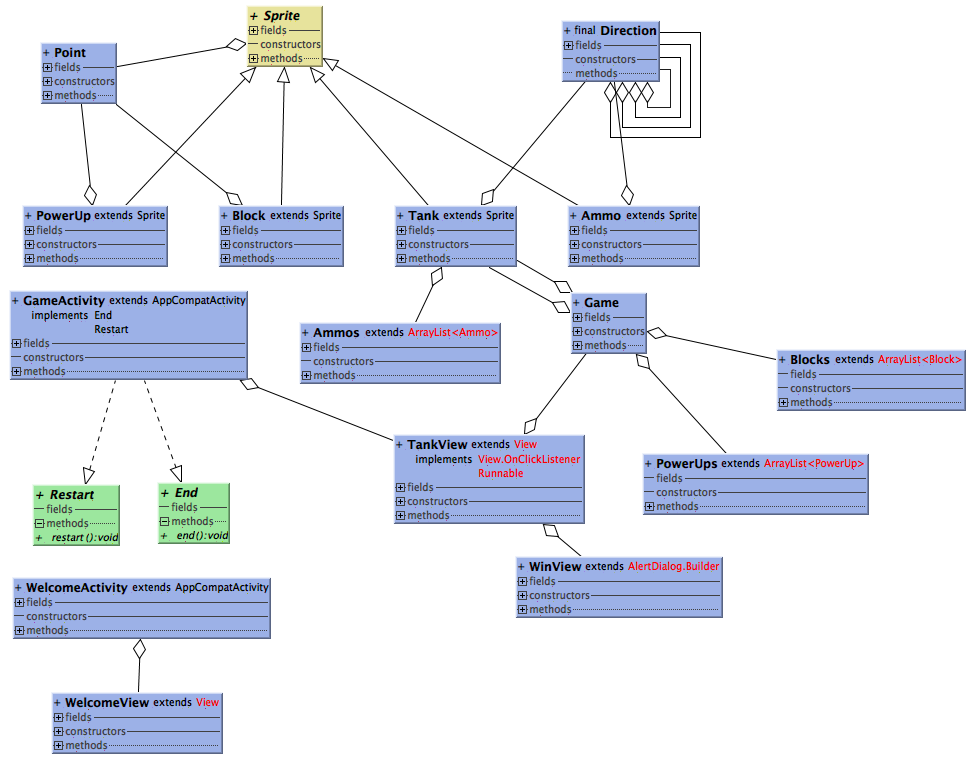 + Sprite
fields
constructors
methods
+ Point
fields
constructors
methods
+ final Direction
fields
constructors
methods
+ PowerUp extends Sprite
fields
constructors
methods
+ Block extends Sprite
fields
constructors
methods
+ Tank extends Sprite
fields
constructors
methods
+ Ammo extends Sprite
fields
constructors
methods
+ GameActivity extends AppCompatActivity
implements End
Restart
fields
constructors
methods
+ Ammos extends ArrayList<Ammo>
fields
constructors
methods
+ Game
fields
constructors
methods
+ Blocks extends ArrayList<Block>
fields
constructors
methods
+ TankView extends View
implements View.OnClickListener
Runnable
fields
constructors
methods
+ PowerUps extends ArrayList<PowerUp>
fields
constructors
methods
+ Restart
fields
methods
+ restart():void
+ End
fields
methods
+ end():void
+ WinView extends AlertDialog.Builder
fields
constructors
methods
+ WelcomeActivity extends AppCompatActivity
fields
constructors
methods
+ WelcomeView extends View
fields
constructors
methods